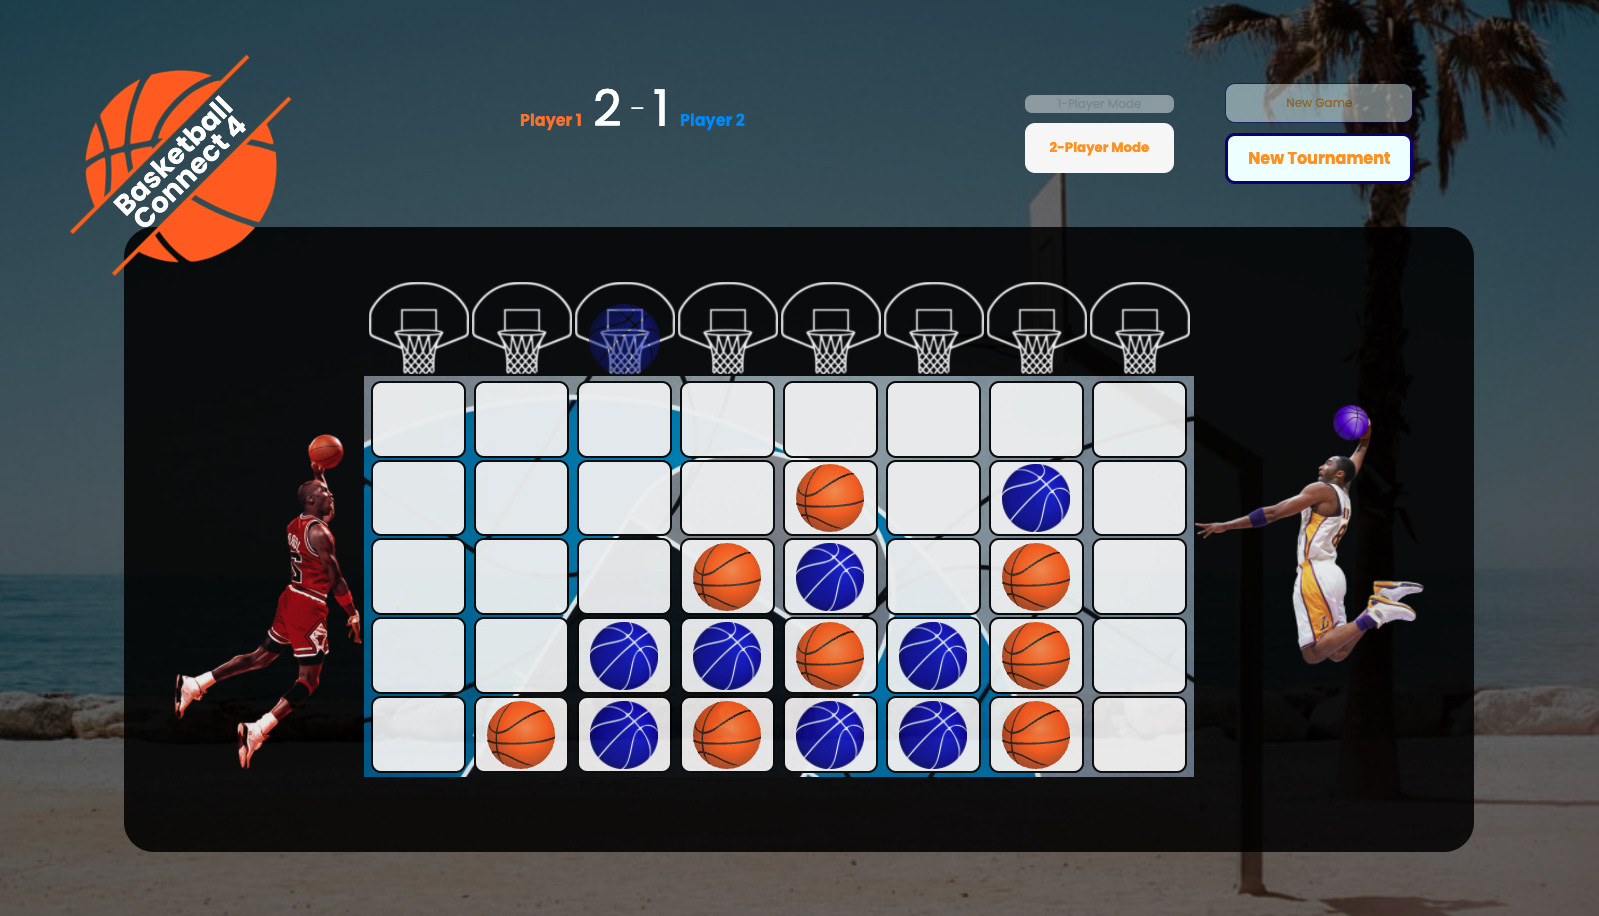 Basketball
Connect 4
Player 1 2 - 1 Player 2
1-Player Mode
2-Player Mode
New Game
New Tournament